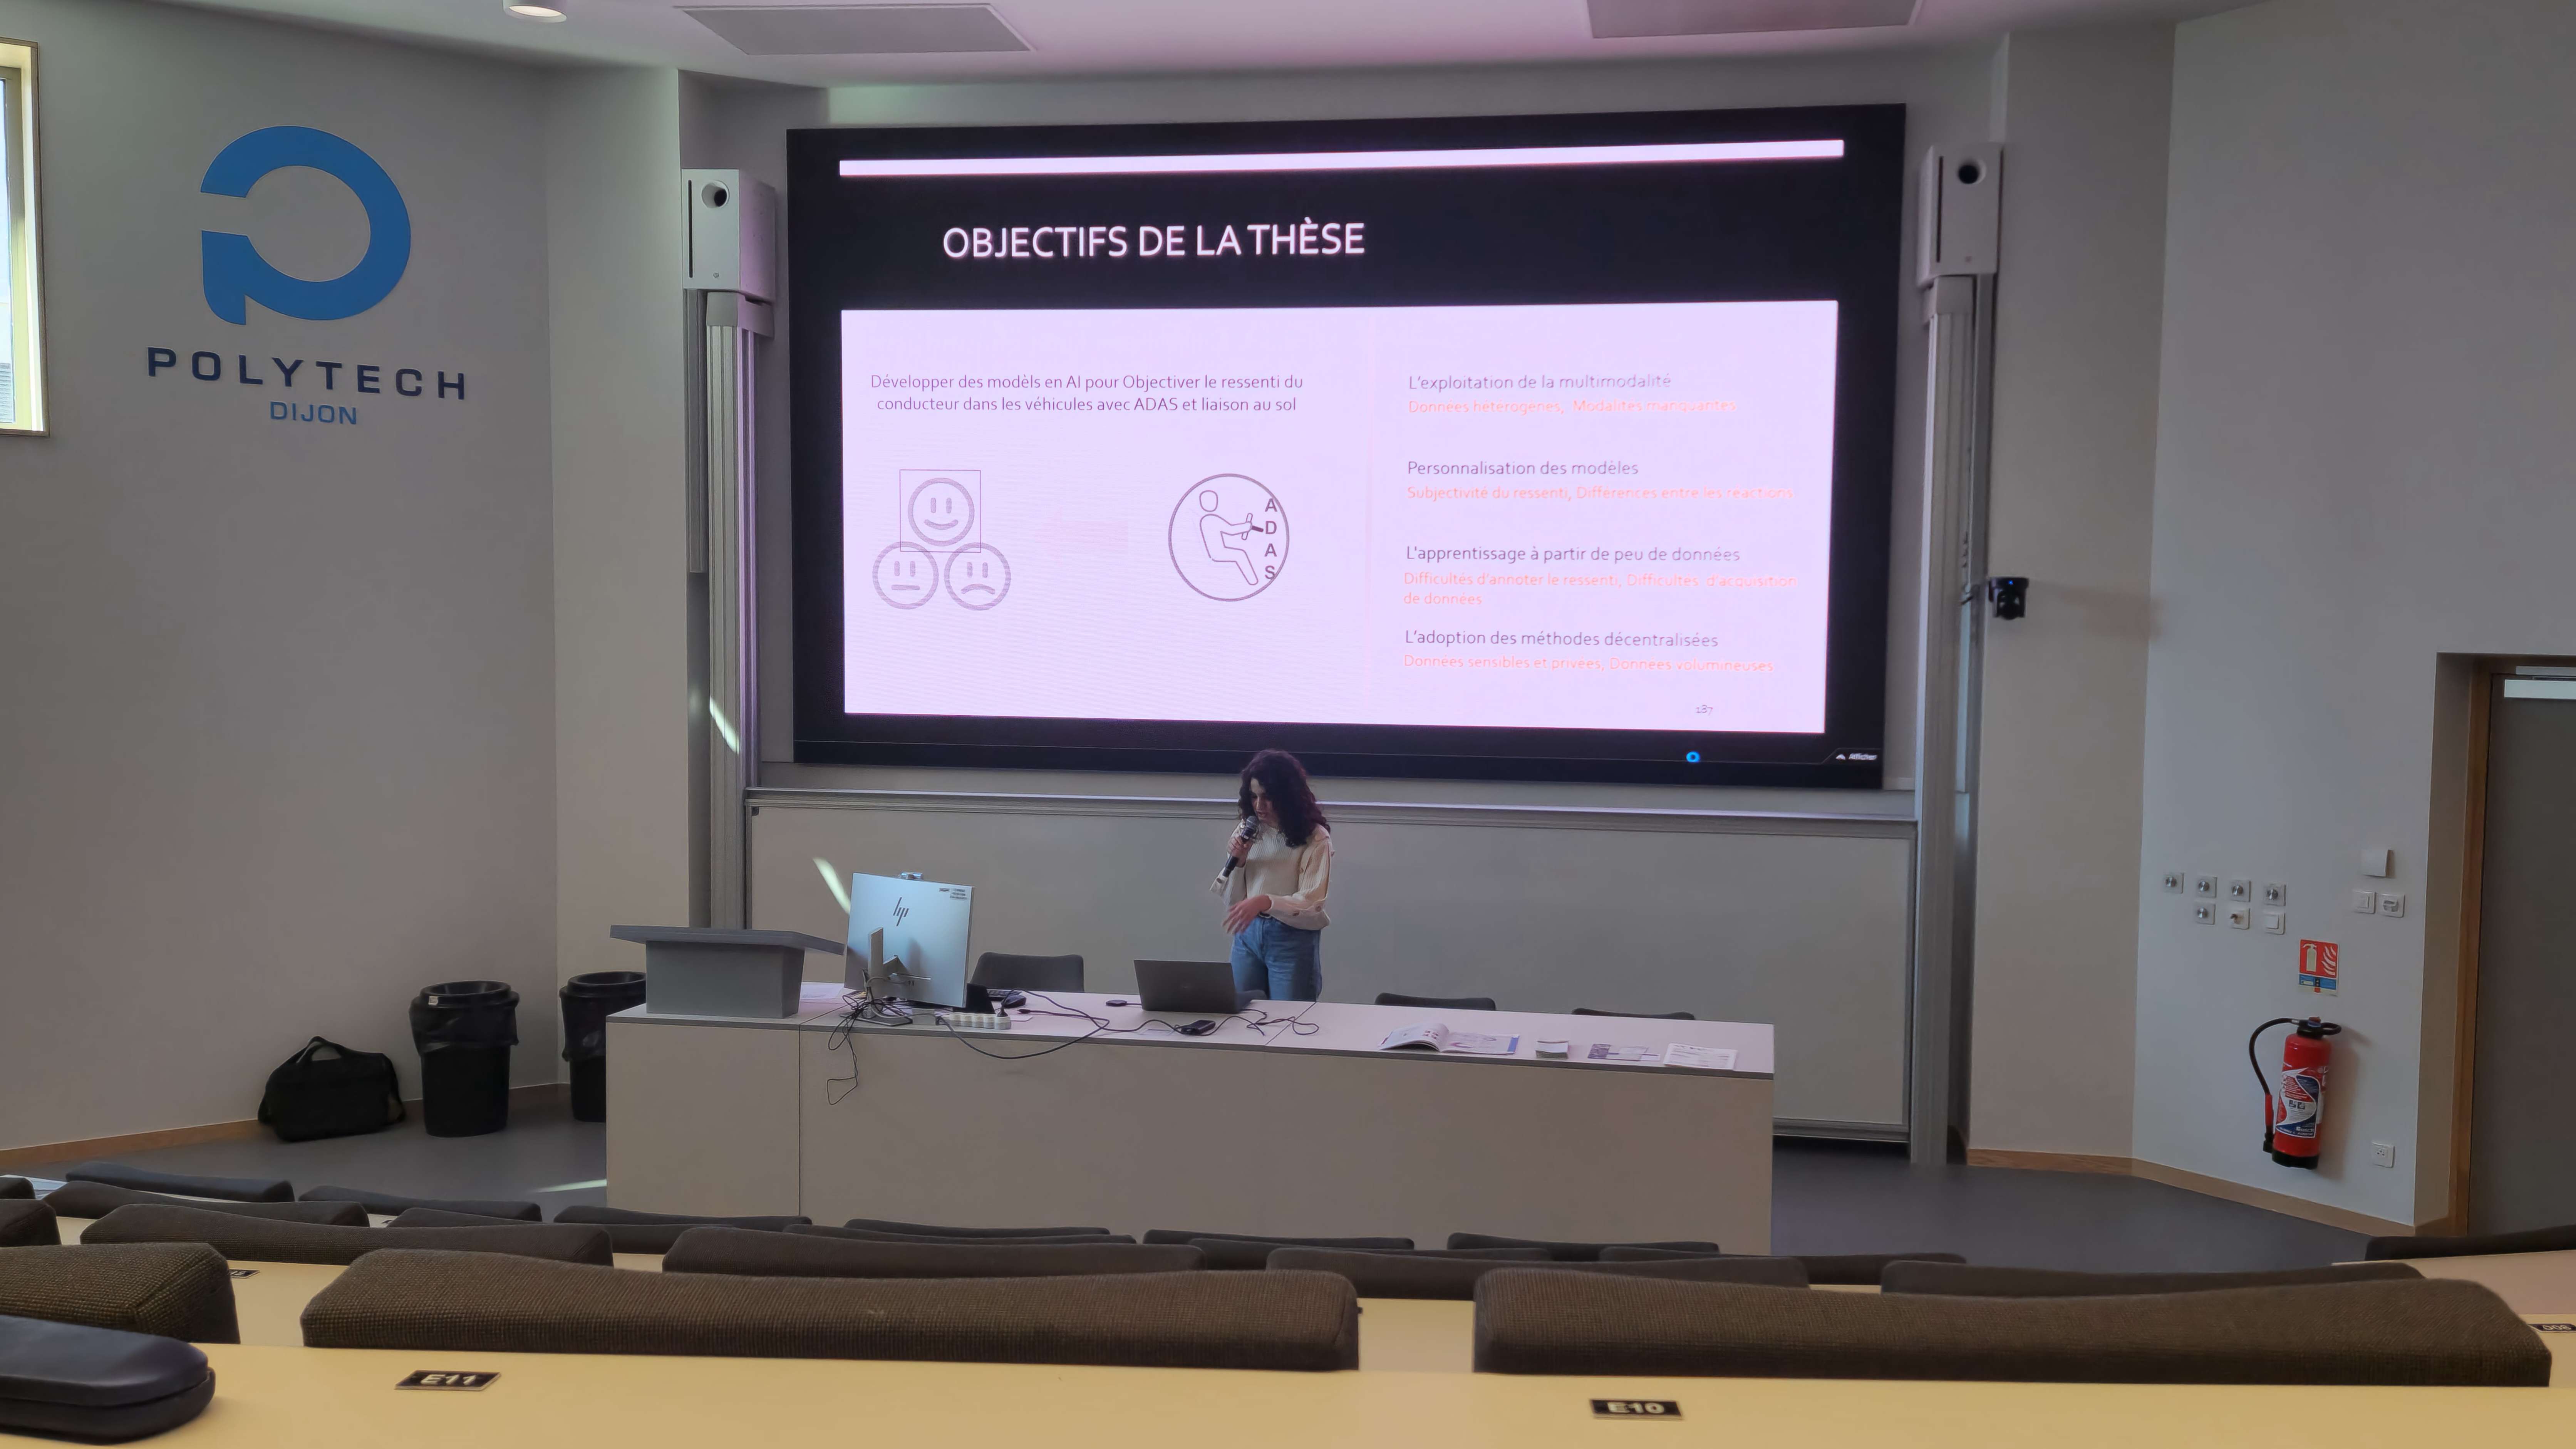 POLYTECH
DIJON
OBJECTIFS DE LA THÈSE
Développer des modèls en AI pour Objectiver le ressenti du
conducteur dans les véhicules avec ADAS et liaison au sol
A
D
A
S
L'exploitation de la multimodalité
Données hétérogènes, Modalités manquantes
Personnalisation des modèles
Subjectivité du ressenti, Différences entre les réactions
L'apprentissage à partir de peu de données
Difficultés d'annoter le ressenti, Difficultés d'acquisition
de données
L'adoption des méthodes décentralisées
Données sensibles et privées, Données volumineuses
187
Afficher
hp
E11
E10